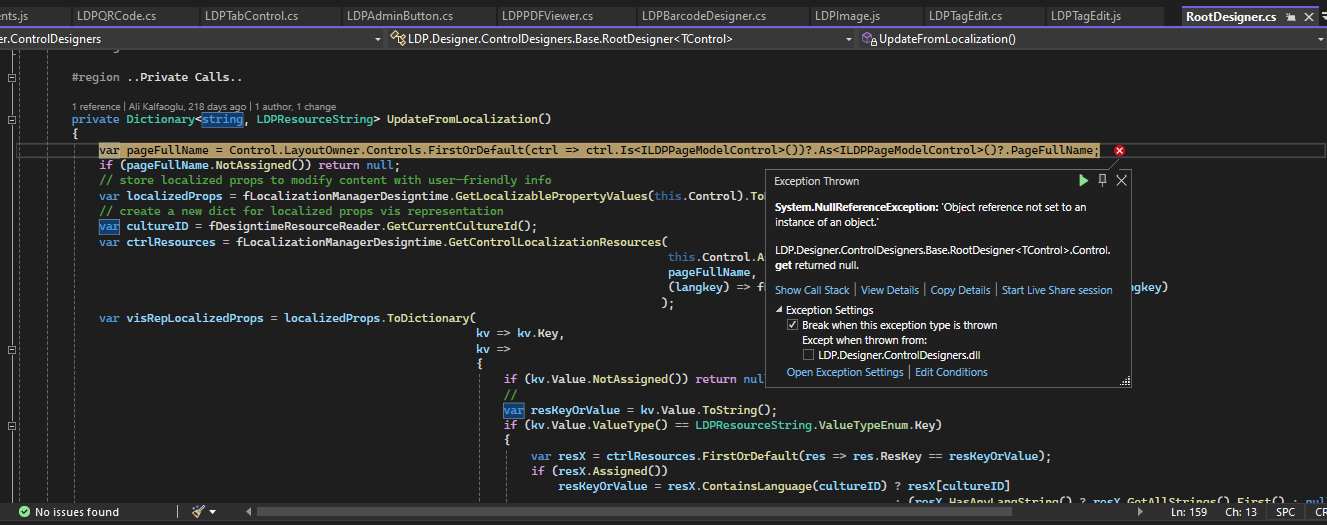 ents.js LDPQRCode.cs LDPTabControl.cs LDPAdminButton.cs LDPPDFViewer.cs LDPBarcodeDesigner.cs LDPImage.js LDPTagEdit.cs LDPTagEdit.js RootDesigner.cs
er.ControlDesigners LDP.Designer.ControlDesigners.Base.RootDesigner<TControl> UpdateFromLocalization()
#region ..Private Calls..
1 reference | Ali Kalfaoglu, 218 days ago | 1 author, 1 change
private Dictionary<string, LDPResourceString> UpdateFromLocalization()
{
var pageFullName = Control.LayoutOwner.Controls.FirstOrDefault(ctrl => ctrl.Is<ILDPPageModelControl>())?.As<ILDPPageModelControl>()?.PageFullName;
if (pageFullName.NotAssigned()) return null;
// store localized props to modify content with user-friendly info
var localizedProps = fLocalizationManagerDesigntime.GetLocalizablePropertyValues(this.Control).To
// create a new dict for localized props vis representation
var cultureID = fDesigntimeResourceReader.GetCurrentCultureId();
var ctrlResources = fLocalizationManagerDesigntime.GetControlLocalizationResources(
this.Control.A
pageFullName,
(langkey) => f
ngkey)
);
var visRepLocalizedProps = localizedProps.ToDictionary(
kv => kv.Key,
kv =>
{
if (kv.Value.NotAssigned()) return nul
//
var resKeyOrValue = kv.Value.ToString();
if (kv.Value.ValueType() == LDPResourceString.ValueTypeEnum.Key)
{
var resX = ctrlResources.FirstOrDefault(res => res.ResKey == resKeyOrValue);
if (resX.Assigned())
resKeyOrValue = resX.ContainsLanguage(cultureID) ? resX[cultureID]
: (resX.HasAnyLangString() ? resX.GetAllStrings().First() : nul
Exception Thrown
System.NullReferenceException: 'Object reference not set to an
instance of an object.'
LDP.Designer.ControlDesigners.Base.RootDesigner<TControl>.Control.
get returned null.
Show Call Stack | View Details | Copy Details | Start Live Share session
Exception Settings
Break when this exception type is thrown
Except when thrown from:
LDP.Designer.ControlDesigners.dll
Open Exception Settings | Edit Conditions
No issues found Ln: 159 Ch: 13 SPC CR